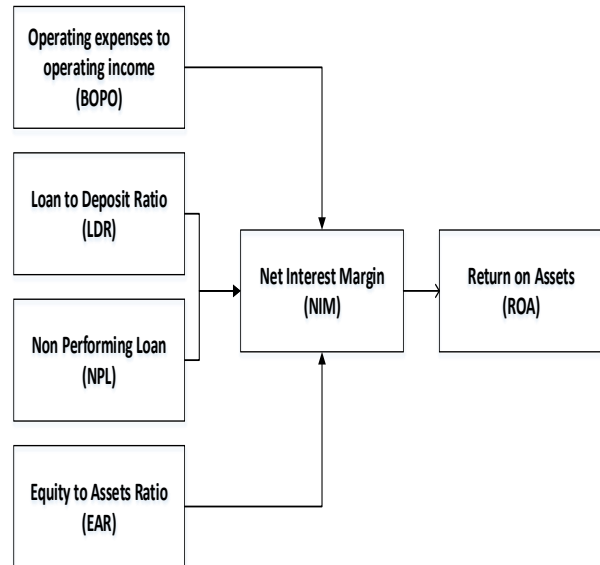 Operating expenses to
operating income
(BOPO)
Loan to Deposit Ratio
(LDR)
Non Performing Loan
(NPL)
Equity to Assets Ratio
(EAR)
Net Interest Margin
(NIM)
Return on Assets
(ROA)